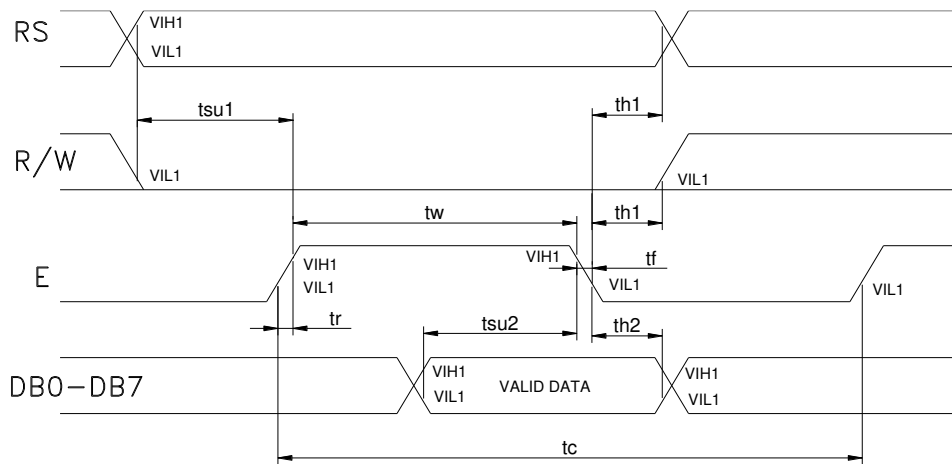 RS
VIH1
VIL1
tsu1
th1
R/W
VIL1
VIL1
tw
th1
E
VIH1
VIL1
VIH1
tf
VIL1
VIL1
tr
tsu2
th2
DB0-DB7
VIH1
VIL1
VALID DATA
VIH1
VIL1
tc